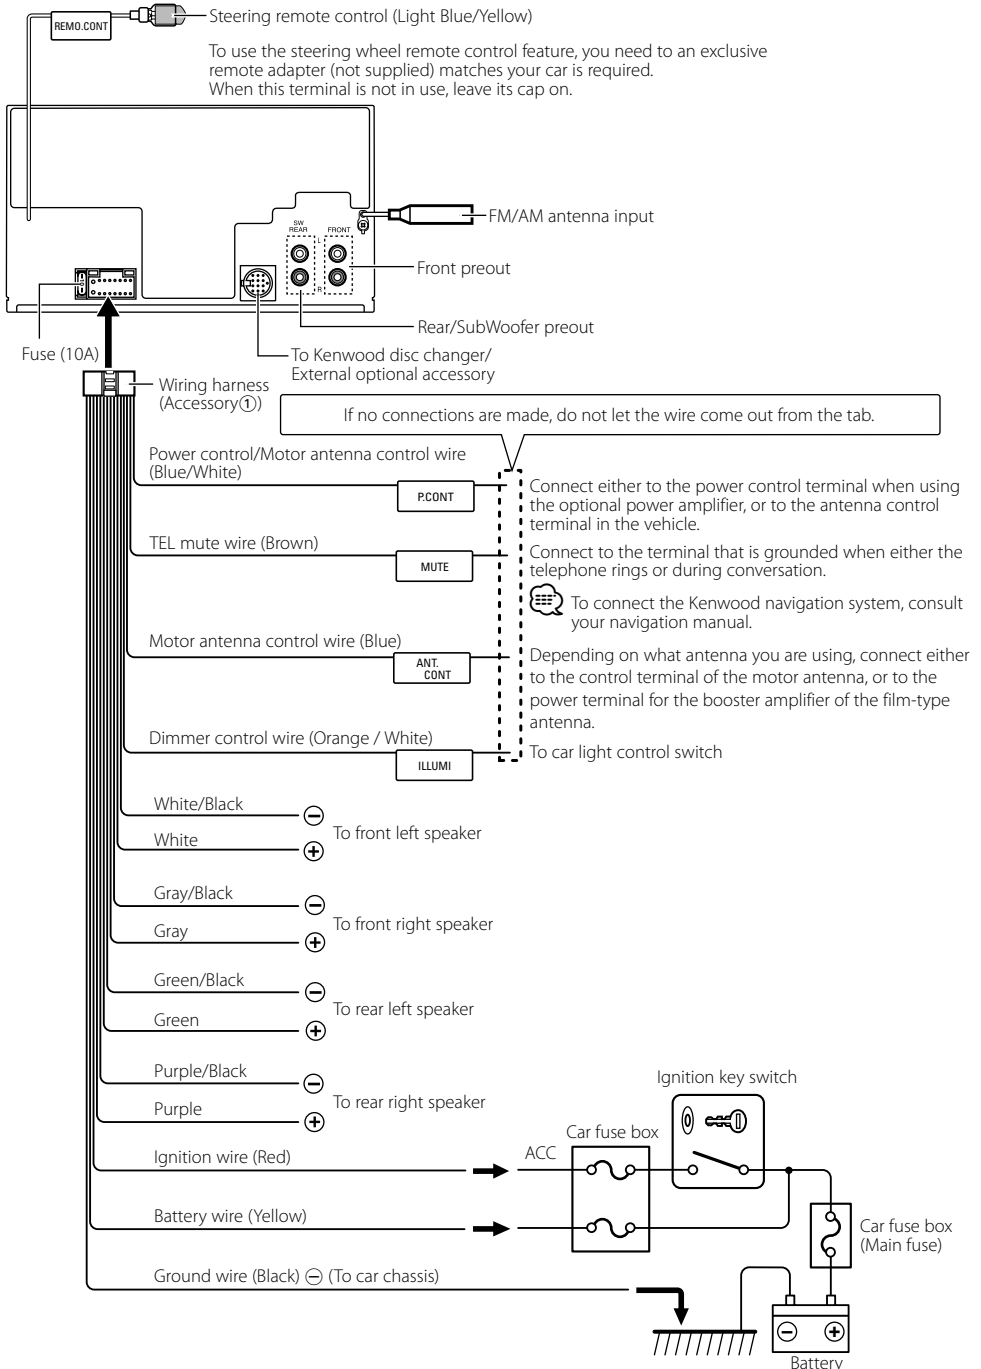 REMO.CONT
Steering remote control (Light Blue/Yellow)
To use the steering wheel remote control feature, you need to an exclusive
remote adapter (not supplied) matches your car is required.
When this terminal is not in use, leave its cap on.
FM/AM antenna input
SW
REAR
FRONT
L
R
Front preout
Rear/SubWoofer preout
Fuse (10A)
To Kenwood disc changer/
External optional accessory
Wiring harness
(Accessory①)
If no connections are made, do not let the wire come out from the tab.
Power control/Motor antenna control wire
(Blue/White)
P.CONT
Connect either to the power control terminal when using
the optional power amplifier, or to the antenna control
terminal in the vehicle.
TEL mute wire (Brown)
MUTE
Connect to the terminal that is grounded when either the
telephone rings or during conversation.
To connect the Kenwood navigation system, consult
your navigation manual.
Motor antenna control wire (Blue)
ANT.
CONT
Depending on what antenna you are using, connect either
to the control terminal of the motor antenna, or to the
power terminal for the booster amplifier of the film-type
antenna.
Dimmer control wire (Orange / White)
ILLUMI
To car light control switch
White/Black
⊖
To front left speaker
White
⊕
Gray/Black
⊖
To front right speaker
Gray
⊕
Green/Black
⊖
To rear left speaker
Green
⊕
Purple/Black
⊖
To rear right speaker
Purple
⊕
Ignition key switch
Car fuse box
Ignition wire (Red)
ACC
Battery wire (Yellow)
Car fuse box
(Main fuse)
Ground wire (Black) ⊖ (To car chassis)
⊖ ⊕
Battery